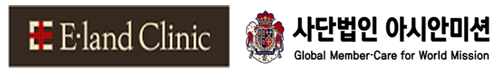 E·land Clinic
사단법인 아시안미션
Global Member-Care for World Mission